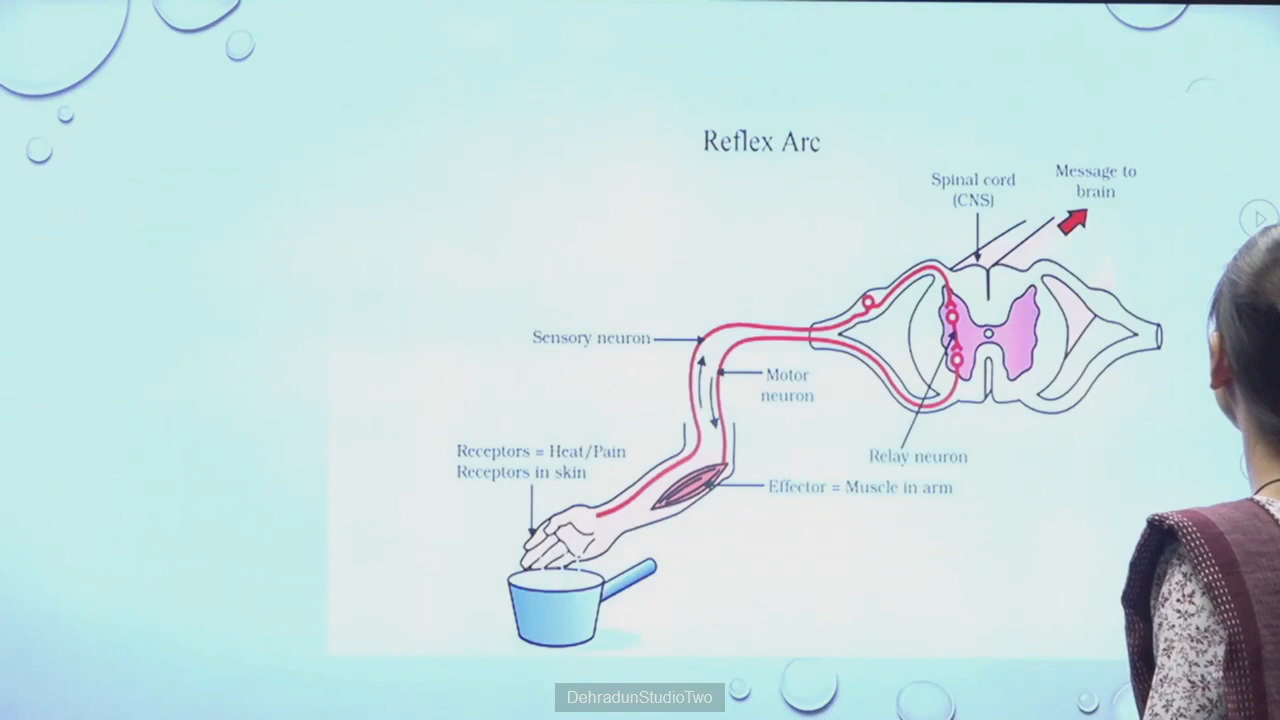 Reflex Arc
Spinal cord
(CNS)
Message to
brain
Sensory neuron
Motor
neuron
Receptors = Heat/Pain
Receptors in skin
Relay neuron
Effector = Muscle in arm
DehradunStudioTwo